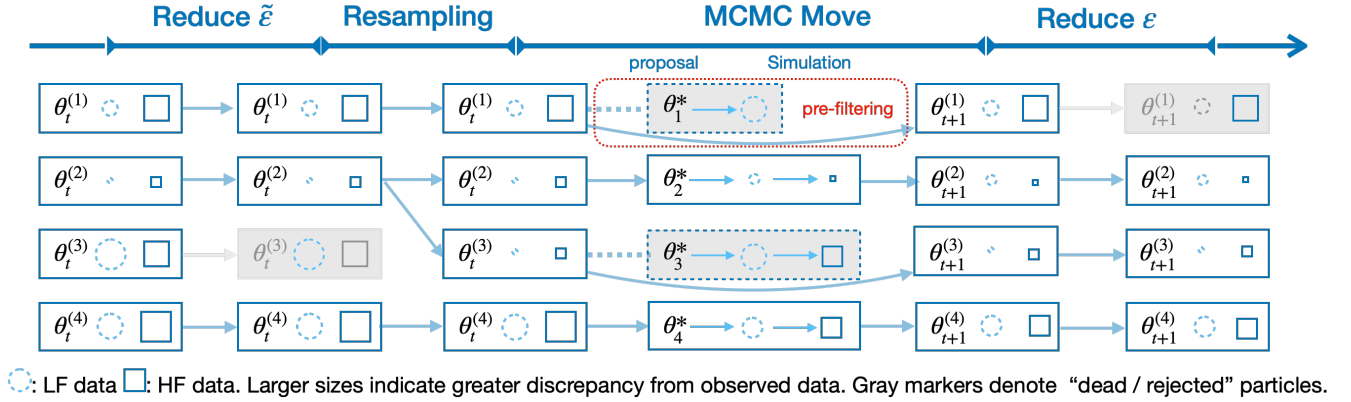 Reduce ε̃ Resampling MCMC Move Reduce ε
proposal Simulation
θ_t^(1) θ_t^(1) θ_t^(1) θ_1^* pre-filtering θ_{t+1}^(1) θ_{t+1}^(1)
θ_t^(2) θ_t^(2) θ_t^(2) θ_2^* θ_{t+1}^(2) θ_{t+1}^(2)
θ_t^(3) θ_t^(3) θ_t^(3) θ_3^* θ_{t+1}^(3) θ_{t+1}^(3)
θ_t^(4) θ_t^(4) θ_t^(4) θ_4^* θ_{t+1}^(4) θ_{t+1}^(4)
: LF data : HF data. Larger sizes indicate greater discrepancy from observed data. Gray markers denote “dead / rejected” particles.